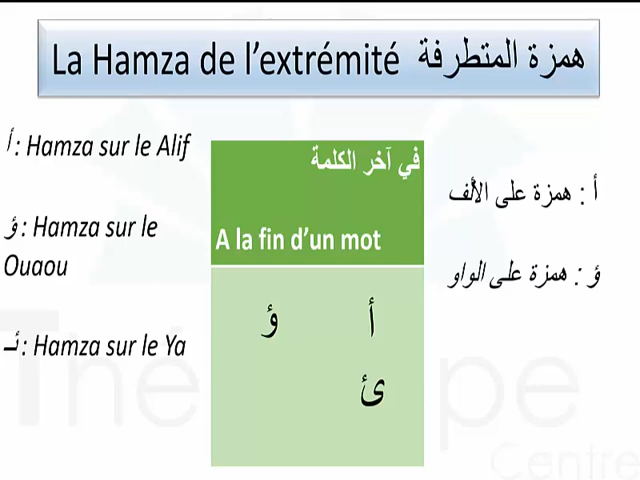 La Hamza de l’extrémité همزة المتطرفة
أ : Hamza sur le Alif
ؤ : Hamza sur le
Ouaou
ئـ : Hamza sur le Ya
في آخر الكلمة
A la fin d’un mot
أ ؤ
ئ
أ : همزة على الألف
ؤ : همزة على الواو
Centre